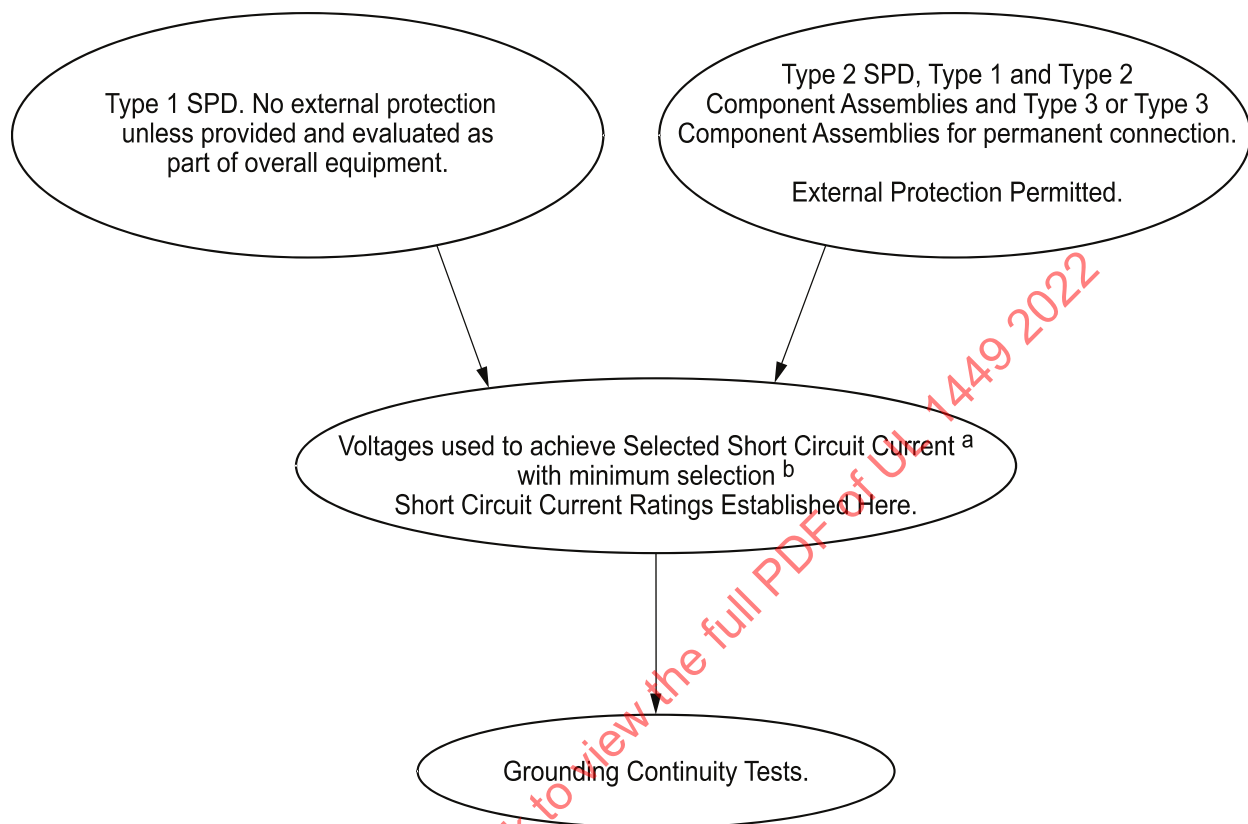 Type 1 SPD. No external protection
unless provided and evaluated as
part of overall equipment.
Type 2 SPD, Type 1 and Type 2
Component Assemblies and Type 3 or Type 3
Component Assemblies for permanent connection.
External Protection Permitted.
Voltages used to achieve Selected Short Circuit Current a
with minimum selection b
Short Circuit Current Ratings Established Here.
Grounding Continuity Tests.
to view the full PDF of UL 1449 2022